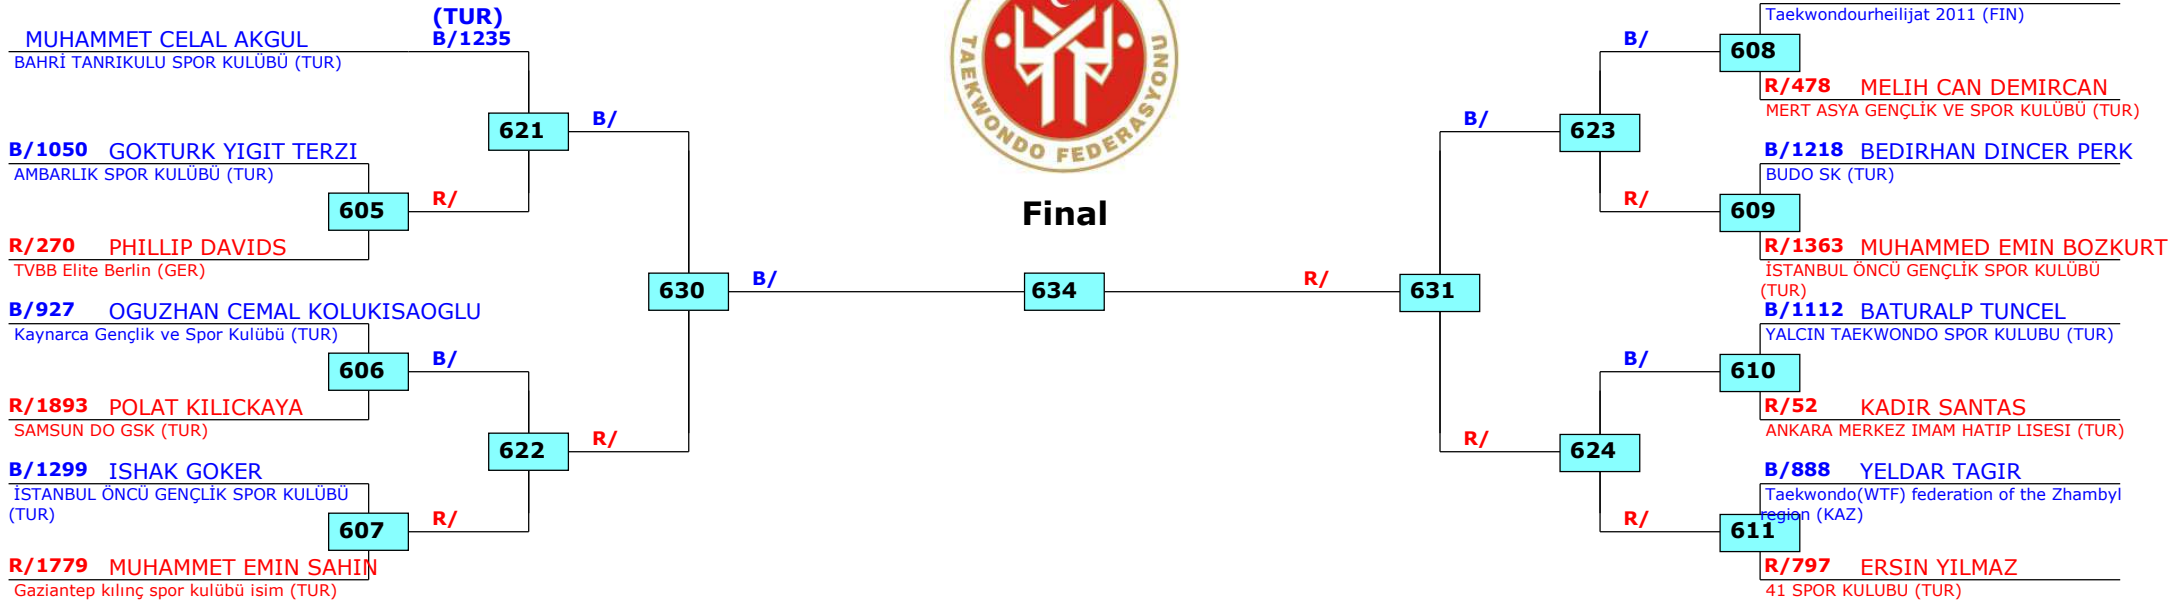 (TUR)
MUHAMMET CELAL AKGUL B/1235
BAHRİ TANRIKULU SPOR KULÜBÜ (TUR)
621 B/
B/1050 GOKTURK YIGIT TERZI
AMBARLIK SPOR KULÜBÜ (TUR)
605 R/
R/270 PHILLIP DAVIDS
TVBB Elite Berlin (GER)
630 B/
B/927 OGUZHAN CEMAL KOLUKISAOGLU
Kaynarca Gençlik ve Spor Kulübü (TUR)
606 B/
R/1893 POLAT KILICKAYA
SAMSUN DO GSK (TUR)
622 R/
B/1299 ISHAK GOKER
İSTANBUL ÖNCÜ GENÇLİK SPOR KULÜBÜ
(TUR)
607 R/
R/1779 MUHAMMET EMIN SAHIN
Gaziantep kılınç spor kulübü isim (TUR)
TAEKWONDO FEDERASYONU
Final
634
Taekwondourheilijat 2011 (FIN)
B/ 608
R/478 MELIH CAN DEMIRCAN
MERT ASYA GENÇLİK VE SPOR KULÜBÜ (TUR)
B/ 623
B/1218 BEDIRHAN DINCER PERK
BUDO SK (TUR)
R/ 609
R/1363 MUHAMMED EMIN BOZKURT
İSTANBUL ÖNCÜ GENÇLİK SPOR KULÜBÜ
(TUR)
R/ 631
B/1112 BATURALP TUNCEL
YALCIN TAEKWONDO SPOR KULUBU (TUR)
B/ 610
R/52 KADIR SANTAS
ANKARA MERKEZ IMAM HATIP LISESI (TUR)
R/ 624
B/888 YELDAR TAGIR
Taekwondo(WTF) federation of the Zhambyl
region (KAZ)
R/ 611
R/797 ERSIN YILMAZ
41 SPOR KULUBU (TUR)